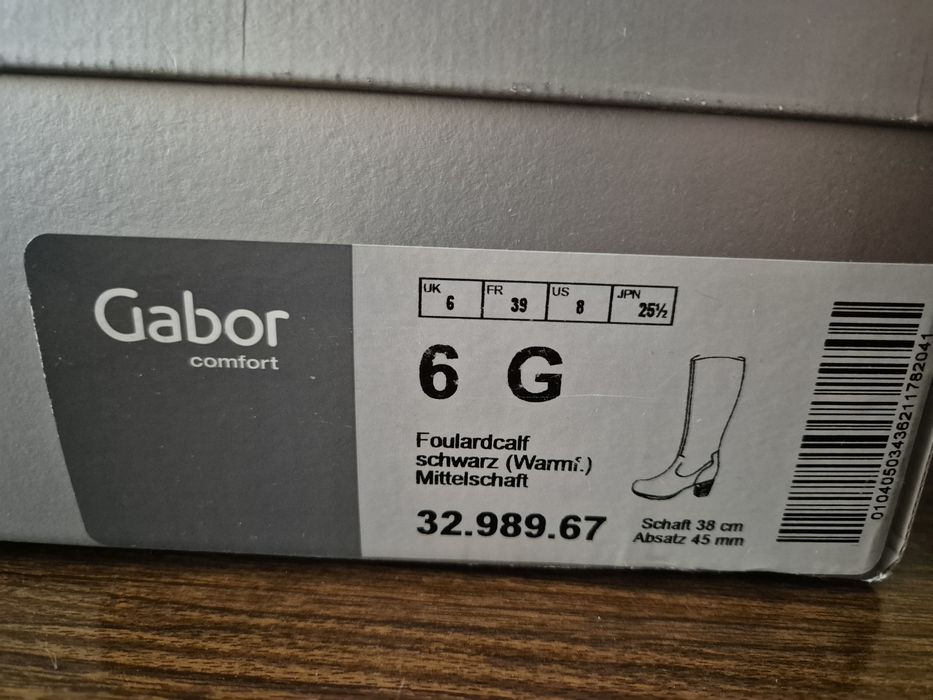 Gabor
comfort
UK 6 FR 39 US 8 JPN 25½
6 G
Foulardcalf
schwarz (Warmf.)
Mittelschaft
32.989.67
Schaft 38 cm
Absatz 45 mm
01040503436211782041